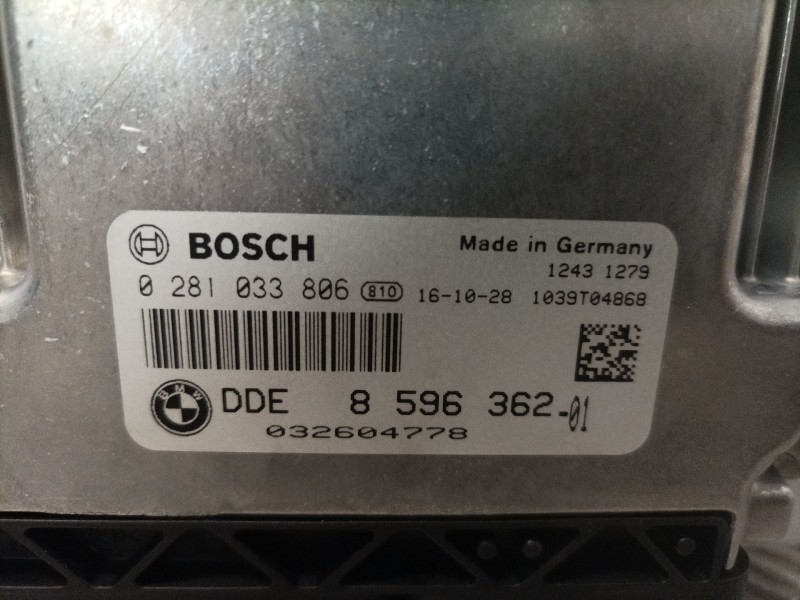 BOSCH
Made in Germany
1243 1279
0 281 033 806 810 16-10-28 1039T04868
BMW DDE 8 596 362-01
032604778